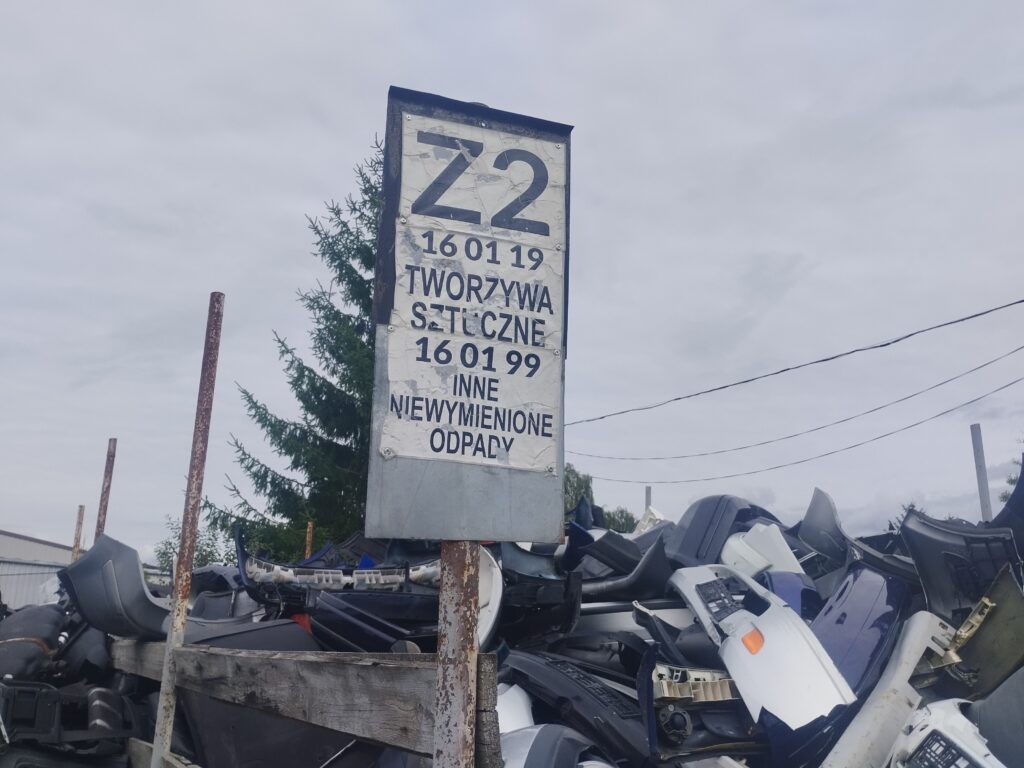 Z2
16 01 19
TWORZYWA
SZTUCZNE
16 01 99
INNE
NIEWYMIENIONE
ODPADY